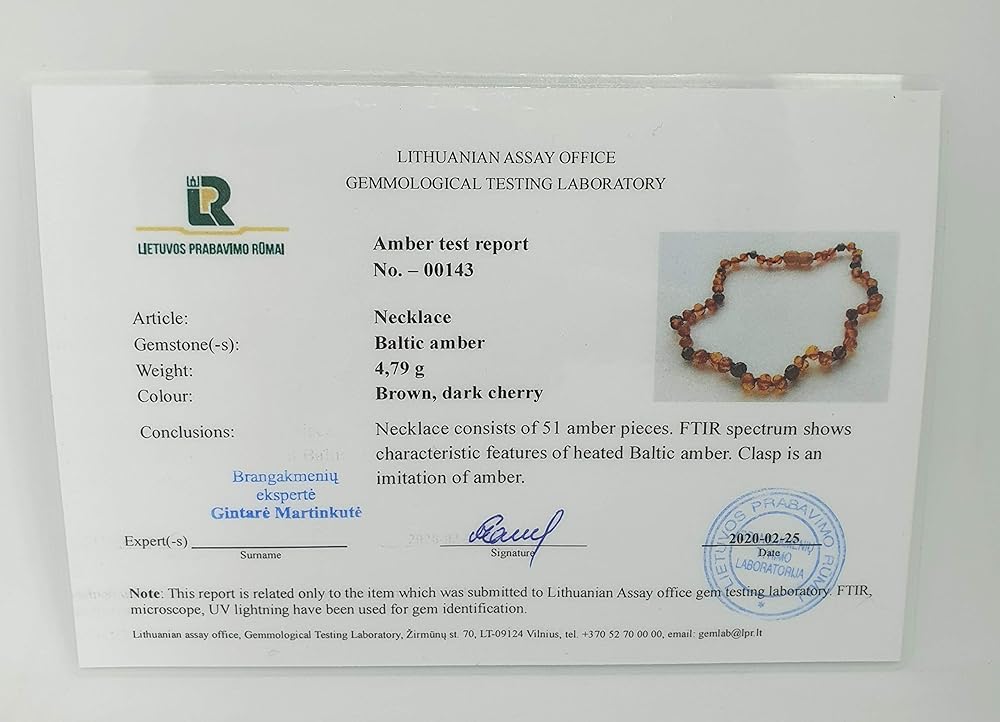 LITHUANIAN ASSAY OFFICE
GEMMOLOGICAL TESTING LABORATORY
LPR
LIETUVOS PRABAVIMO RŪMAI
Amber test report
No. – 00143
Article: Necklace
Gemstone(-s): Baltic amber
Weight: 4,79 g
Colour: Brown, dark cherry
Conclusions: Necklace consists of 51 amber pieces. FTIR spectrum shows
characteristic features of heated Baltic amber. Clasp is an
imitation of amber.
Brangakmenių
ekspertė
Gintarė Martinkutė
Expert(-s)
Surname
Signature
2020-02-25
Date
LIETUVOS PRABAVIMO RŪMAI
LABORATORIJA
Note: This report is related only to the item which was submitted to Lithuanian Assay office gem testing laboratory. FTIR,
microscope, UV lightning have been used for gem identification.
Lithuanian assay office, Gemmological Testing Laboratory, Žirmūnų st. 70, LT-09124 Vilnius, tel. +370 52 70 00 00, email: gemlab@lpr.lt